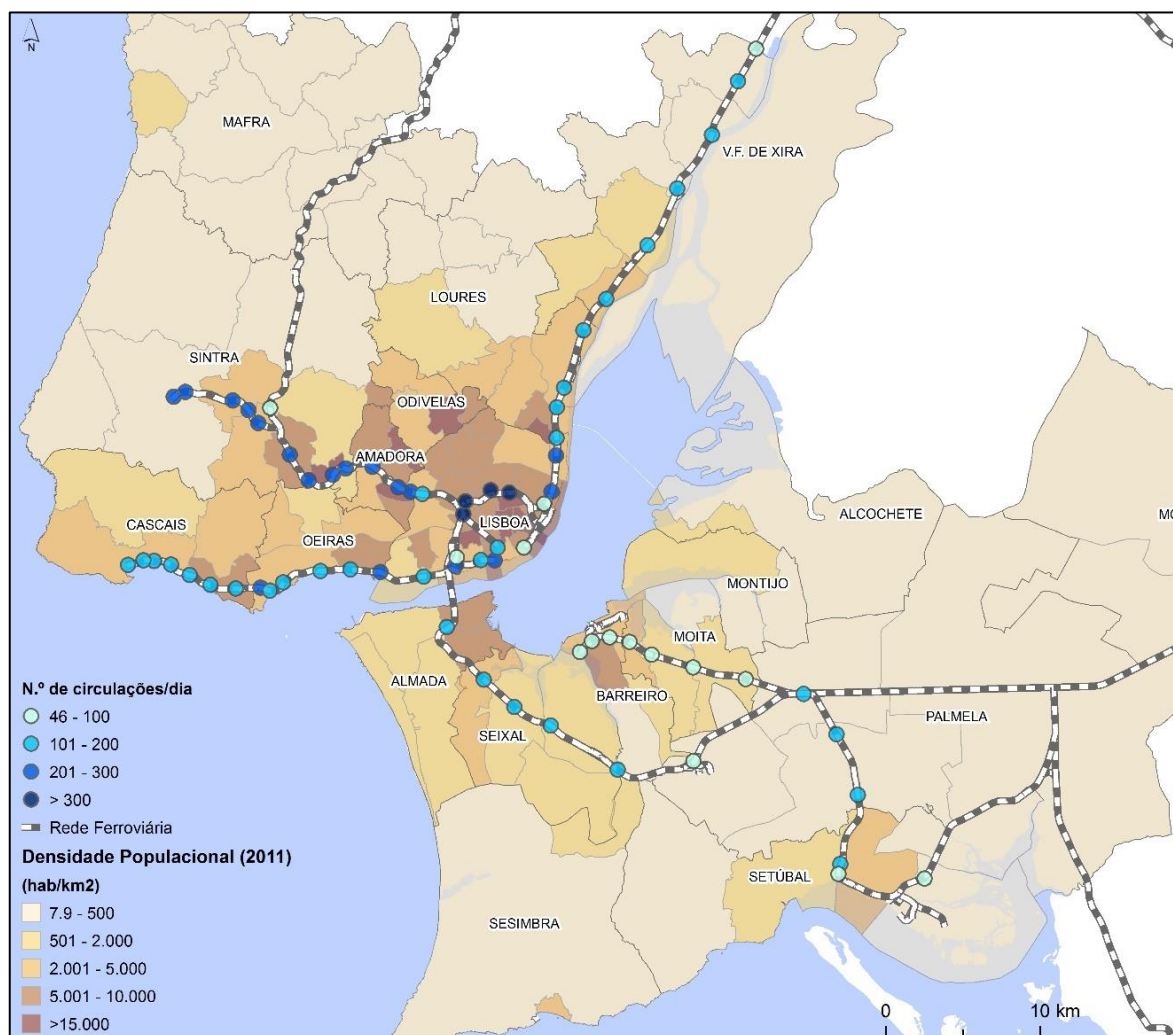 N
MAFRA
V.F. DE XIRA
LOURES
SINTRA
ODIVELAS
AMADORA
LISBOA
CASCAIS
OEIRAS
ALCOCHETE
MO
MONTIJO
MOITA
ALMADA
BARREIRO
SEIXAL
PALMELA
SETÚBAL
SESIMBRA
N.º de circulações/dia
46 - 100
101 - 200
201 - 300
> 300
Rede Ferroviária
Densidade Populacional (2011)
(hab/km2)
7.9 - 500
501 - 2.000
2.001 - 5.000
5.001 - 10.000
>15.000
0 10 km